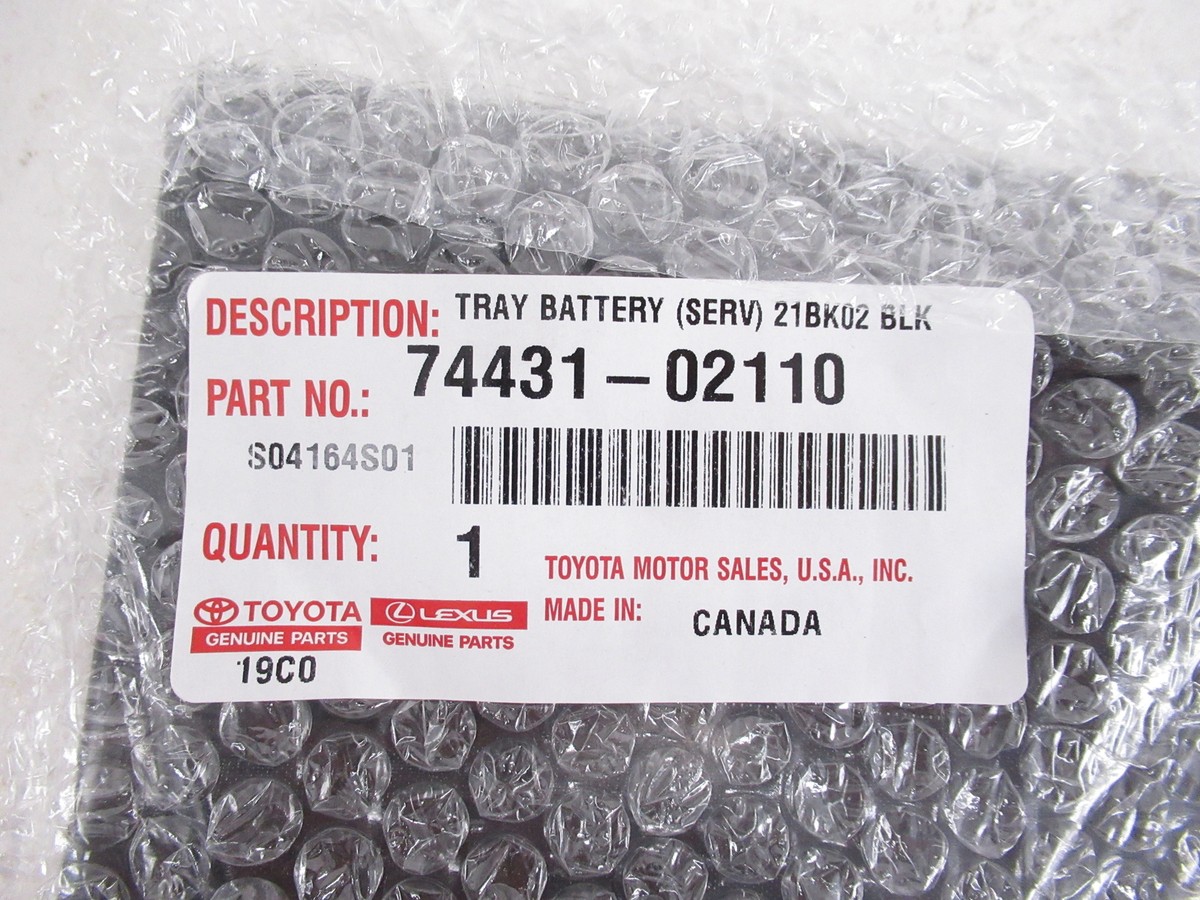 DESCRIPTION: TRAY BATTERY (SERV) 21BK02 BLK
PART NO.: 74431-02110
S04164S01
QUANTITY: 1
TOYOTA MOTOR SALES, U.S.A., INC.
MADE IN: CANADA
TOYOTA GENUINE PARTS
LEXUS GENUINE PARTS
19C0